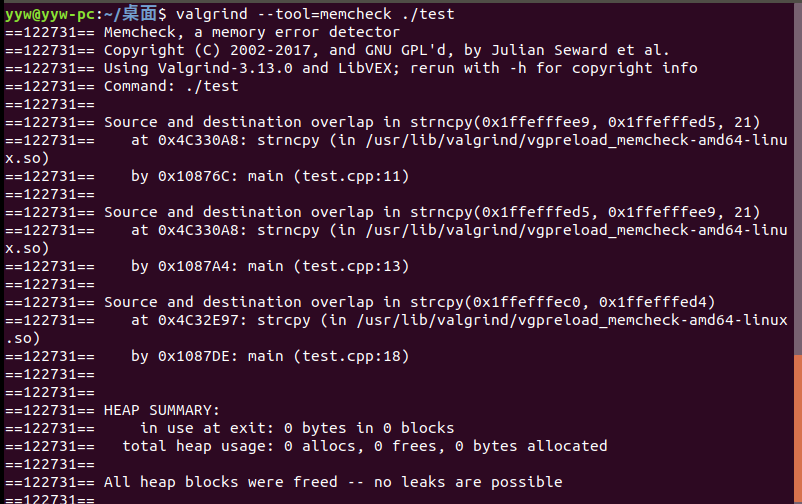 yyw@yyw-pc:~/桌面$ valgrind --tool=memcheck ./test
==122731== Memcheck, a memory error detector
==122731== Copyright (C) 2002-2017, and GNU GPL'd, by Julian Seward et al.
==122731== Using Valgrind-3.13.0 and LibVEX; rerun with -h for copyright info
==122731== Command: ./test
==122731==
==122731== Source and destination overlap in strncpy(0x1ffefffee9, 0x1ffefffed5, 21)
==122731==    at 0x4C330A8: strncpy (in /usr/lib/valgrind/vgpreload_memcheck-amd64-linu
x.so)
==122731==    by 0x10876C: main (test.cpp:11)
==122731==
==122731== Source and destination overlap in strncpy(0x1ffefffed5, 0x1ffefffee9, 21)
==122731==    at 0x4C330A8: strncpy (in /usr/lib/valgrind/vgpreload_memcheck-amd64-linu
x.so)
==122731==    by 0x1087A4: main (test.cpp:13)
==122731==
==122731== Source and destination overlap in strcpy(0x1ffefffec0, 0x1ffefffed4)
==122731==    at 0x4C32E97: strcpy (in /usr/lib/valgrind/vgpreload_memcheck-amd64-linux
.so)
==122731==    by 0x1087DE: main (test.cpp:18)
==122731==
==122731==
==122731== HEAP SUMMARY:
==122731==     in use at exit: 0 bytes in 0 blocks
==122731==   total heap usage: 0 allocs, 0 frees, 0 bytes allocated
==122731==
==122731== All heap blocks were freed -- no leaks are possible
==122731==